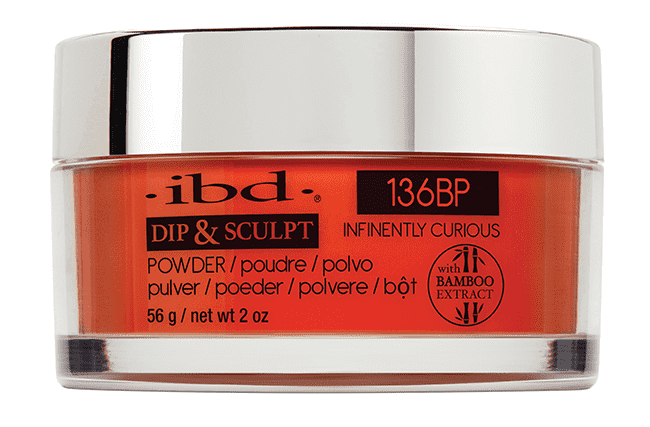 ·ibd·®
DIP & SCULPT
POWDER / poudre / polvo
pulver / poeder / polvere / bột
56 g / net wt 2 oz
136BP
INFINENTLY CURIOUS
with
BAMBOO
EXTRACT